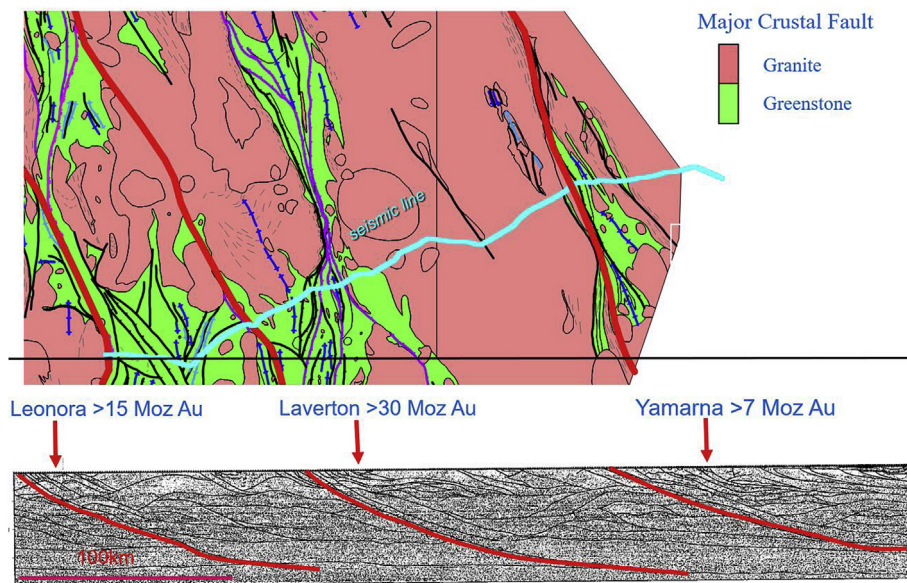 Major Crustal Fault
Granite
Greenstone
seismic line
Leonora >15 Moz Au
Laverton >30 Moz Au
Yamarna >7 Moz Au
100km